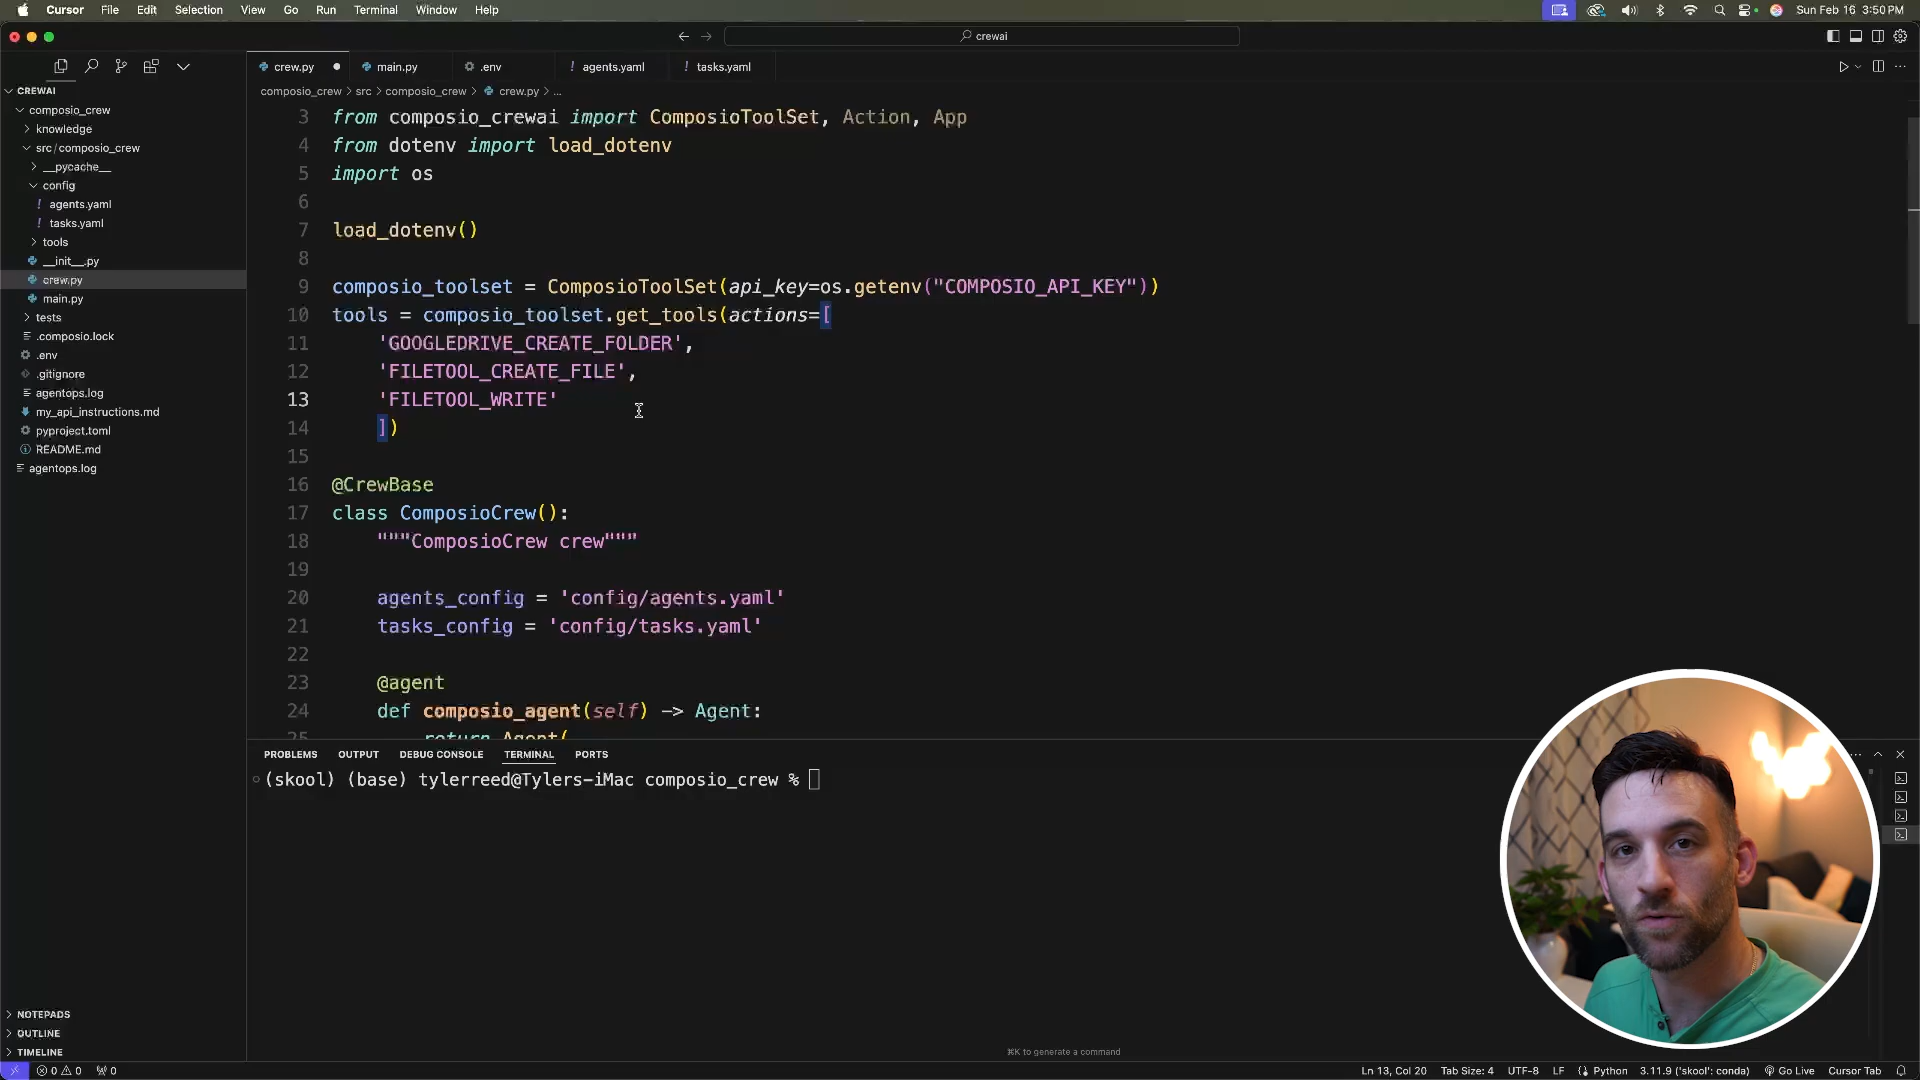 Cursor File Edit Selection View Go Run Terminal Window Help Sun Feb 16 3:50 PM
crewai
crew.py main.py .env ! agents.yaml ! tasks.yaml
CREWAI
composio_crew > src > composio_crew > crew.py > ...
composio_crew
knowledge
src/composio_crew
__pycache__
config
! agents.yaml
! tasks.yaml
tools
__init__.py
crew.py
main.py
tests
.composio.lock
.env
.gitignore
agentops.log
my_api_instructions.md
pyproject.toml
README.md
agentops.log
NOTEPADS
OUTLINE
TIMELINE
3 from composio_crewai import ComposioToolSet, Action, App
4 from dotenv import load_dotenv
5 import os
6
7 load_dotenv()
8
9 composio_toolset = ComposioToolSet(api_key=os.getenv("COMPOSIO_API_KEY"))
10 tools = composio_toolset.get_tools(actions=[
11 'GOOGLEDRIVE_CREATE_FOLDER',
12 'FILETOOL_CREATE_FILE',
13 'FILETOOL_WRITE'
14 ])
15
16 @CrewBase
17 class ComposioCrew():
18 """ComposioCrew crew"""
19
20 agents_config = 'config/agents.yaml'
21 tasks_config = 'config/tasks.yaml'
22
23 @agent
24 def composio_agent(self) -> Agent:
25 return Agent(
PROBLEMS OUTPUT DEBUG CONSOLE TERMINAL PORTS
(skool) (base) tylerreed@Tylers-iMac composio_crew %
⌘K to generate a command
0 0 0 Ln 13, Col 20 Tab Size: 4 UTF-8 LF Python 3.11.9 ('skool': conda) Go Live Cursor Tab